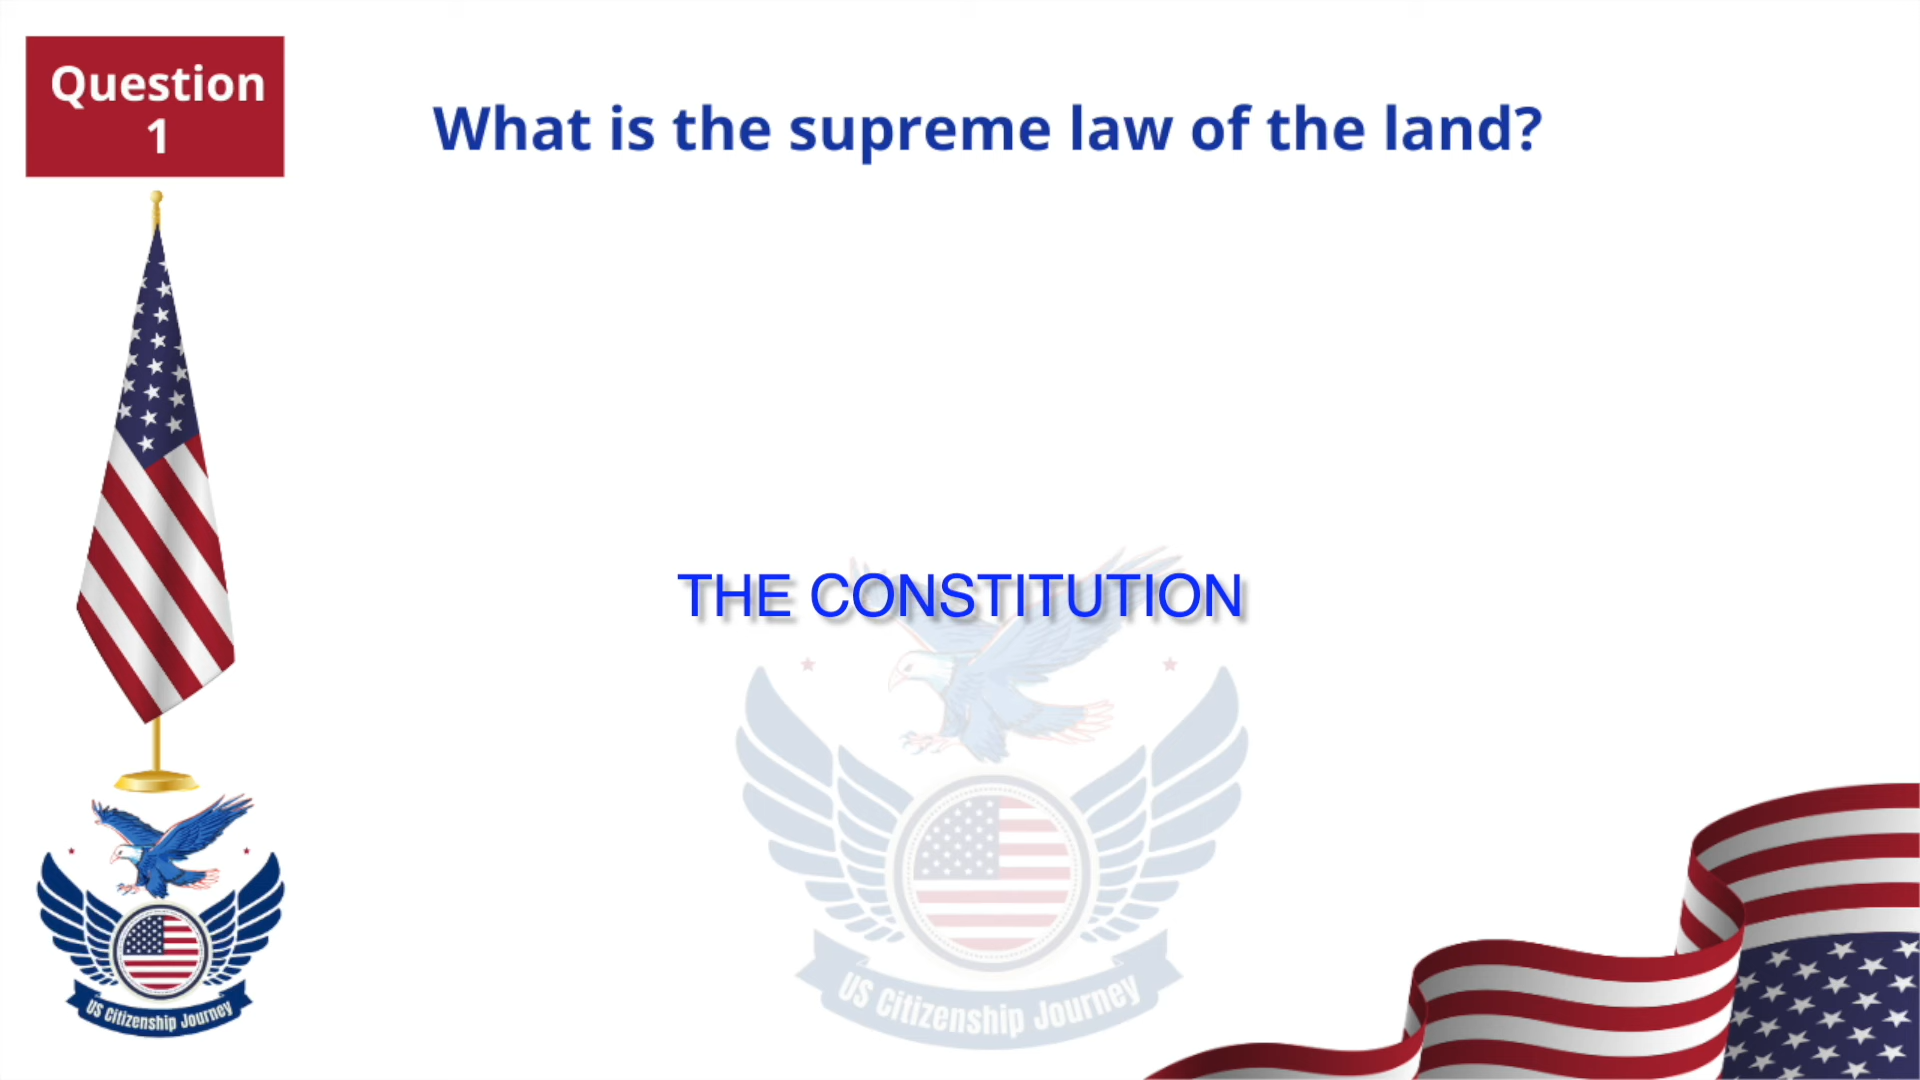 Question
1
What is the supreme law of the land?
THE CONSTITUTION
US Citizenship Journey
US Citizenship Journey